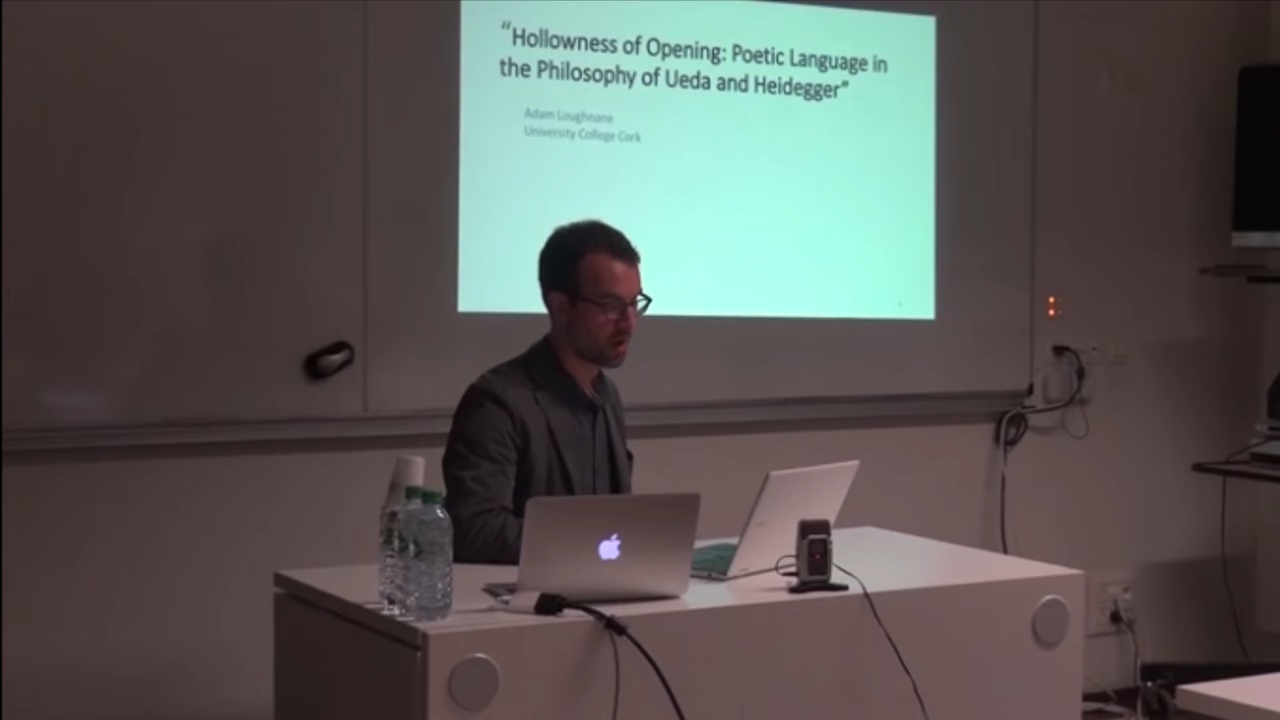 “Hollowness of Opening: Poetic Language in
the Philosophy of Ueda and Heidegger”
Adam Loughnane
University College Cork